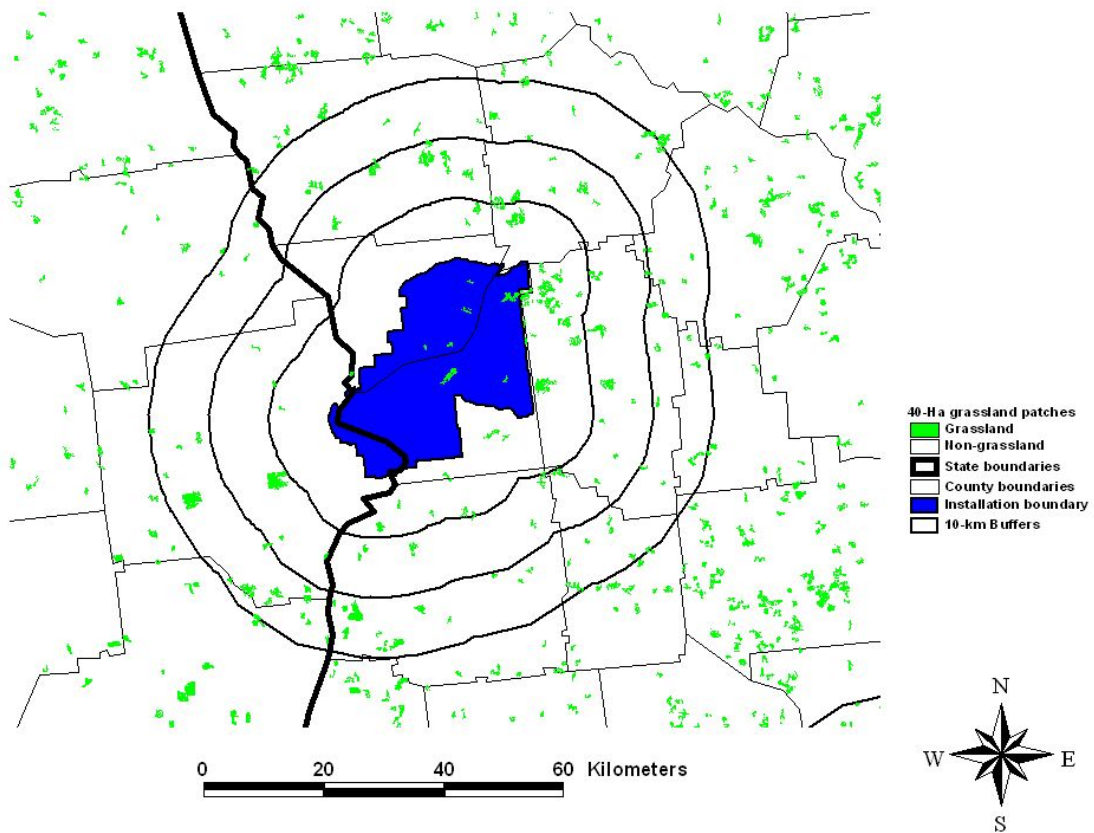 40-Ha grassland patches
Grassland
Non-grassland
State boundaries
County boundaries
Installation boundary
10-km Buffers
N
W E
S
0 20 40 60 Kilometers